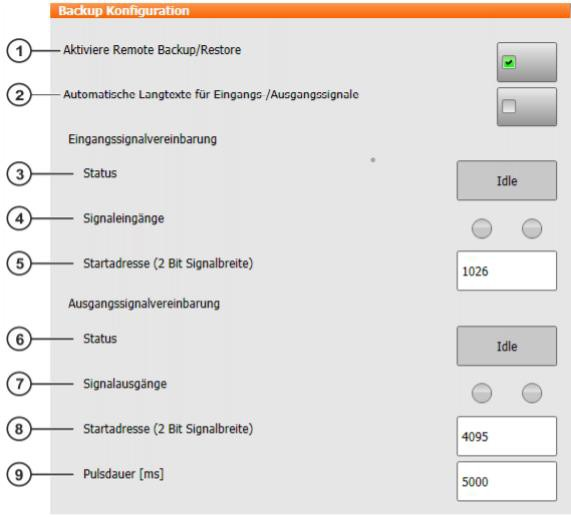 Backup Konfiguration
1 Aktiviere Remote Backup/Restore
2 Automatische Langtexte für Eingangs-/Ausgangssignale
Eingangssignalvereinbarung
3 Status Idle
4 Signaleingänge
5 Startadresse (2 Bit Signalbreite) 1026
Ausgangssignalvereinbarung
6 Status Idle
7 Signalausgänge
8 Startadresse (2 Bit Signalbreite) 4095
9 Pulsdauer [ms] 5000